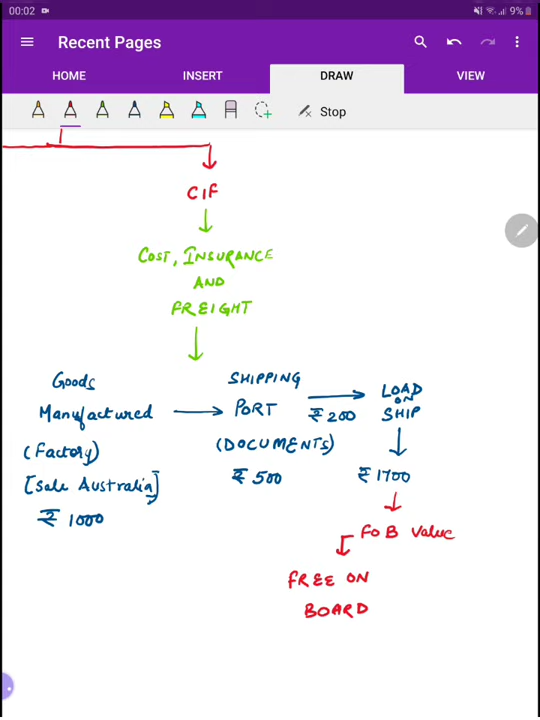 00:02
9%
Recent Pages
HOME
INSERT
DRAW
VIEW
Stop
CIF
COST, INSURANCE
AND
FREIGHT
Goods
Manufactured
(Factory)
[Sale Australia]
₹ 1000
SHIPPING
PORT
(DOCUMENTS)
₹ 500
₹ 200
LOAD
ON
SHIP
₹ 1700
FOB Value
FREE ON
BOARD